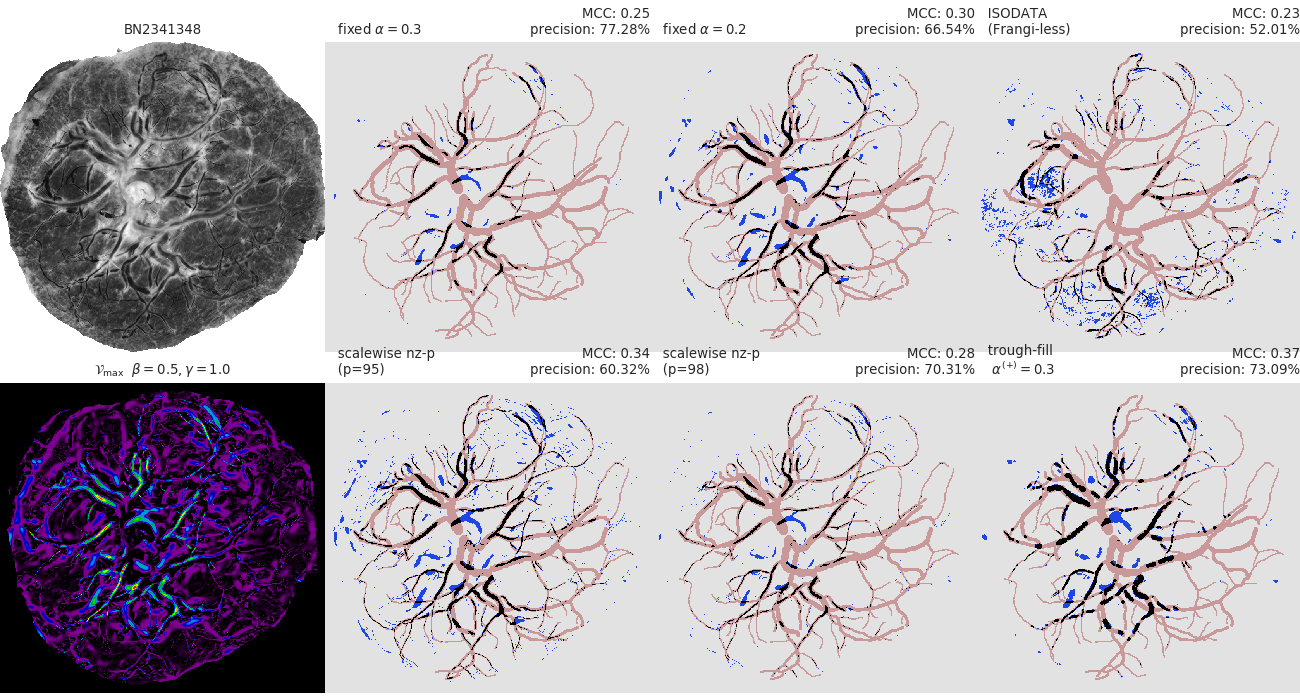 BN2341348
fixed α = 0.3
MCC: 0.25
precision: 77.28%
fixed α = 0.2
MCC: 0.30
precision: 66.54%
ISODATA
(Frangi-less)
MCC: 0.23
precision: 52.01%
𝒱max β = 0.5, γ = 1.0
scalewise nz-p
(p=95)
MCC: 0.34
precision: 60.32%
scalewise nz-p
(p=98)
MCC: 0.28
precision: 70.31%
trough-fill
α(+) = 0.3
MCC: 0.37
precision: 73.09%